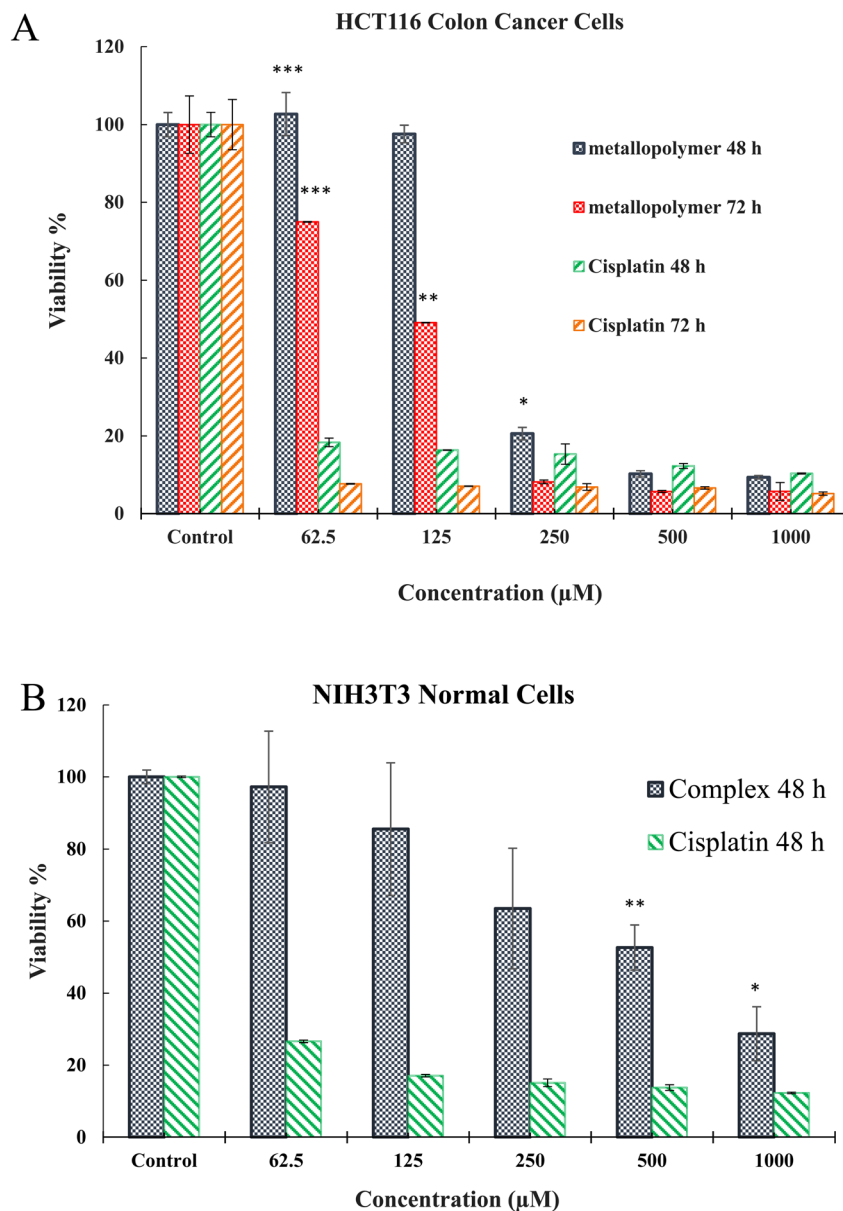 A
HCT116 Colon Cancer Cells
120
100
80
60
40
20
0
Viability %
***
***
**
*
metallopolymer 48 h
metallopolymer 72 h
Cisplatin 48 h
Cisplatin 72 h
Control 62.5 125 250 500 1000
Concentration (µM)
B
NIH3T3 Normal Cells
120
100
80
60
40
20
0
Viability %
**
*
Complex 48 h
Cisplatin 48 h
Control 62.5 125 250 500 1000
Concentration (µM)